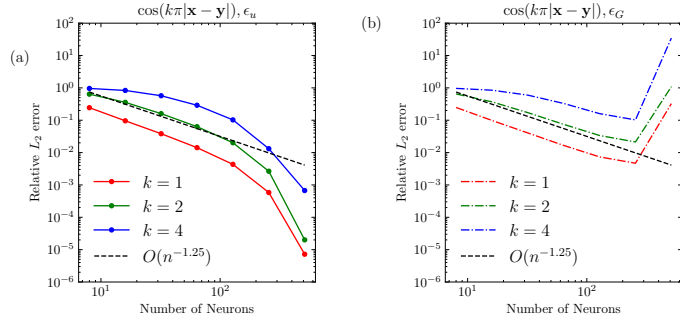 cos(kπ|x − y|), ϵ_u
(a)
Relative L_2 error
10^2
10^1
10^0
10^−1
10^−2
10^−3
10^−4
10^−5
10^−6
k = 1
k = 2
k = 4
O(n^−1.25)
10^1
10^2
Number of Neurons
cos(kπ|x − y|), ϵ_G
(b)
Relative L_2 error
10^2
10^1
10^0
10^−1
10^−2
10^−3
10^−4
10^−5
10^−6
k = 1
k = 2
k = 4
O(n^−1.25)
10^1
10^2
Number of Neurons